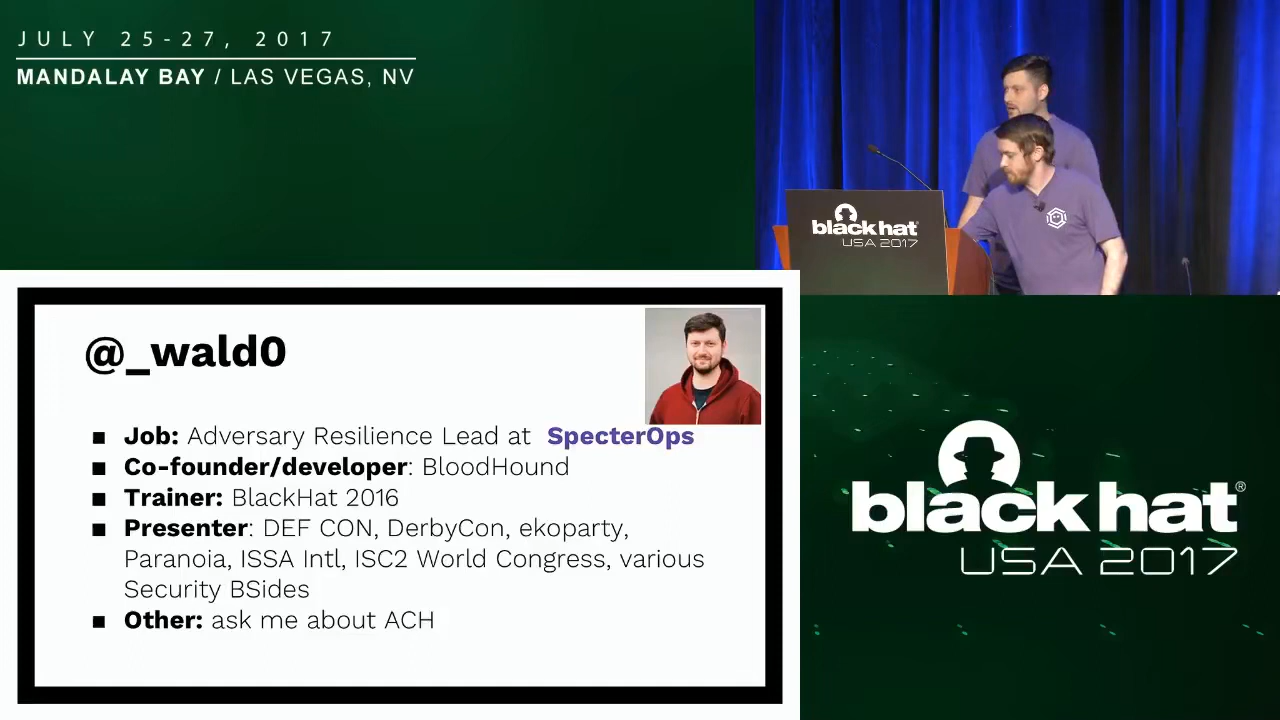 JULY 25-27, 2017
MANDALAY BAY / LAS VEGAS, NV
black hat
USA 2017
@_wald0
■ Job: Adversary Resilience Lead at SpecterOps
■ Co-founder/developer: BloodHound
■ Trainer: BlackHat 2016
■ Presenter: DEF CON, DerbyCon, ekoparty,
Paranoia, ISSA Intl, ISC2 World Congress, various
Security BSides
■ Other: ask me about ACH
black hat®
USA 2017